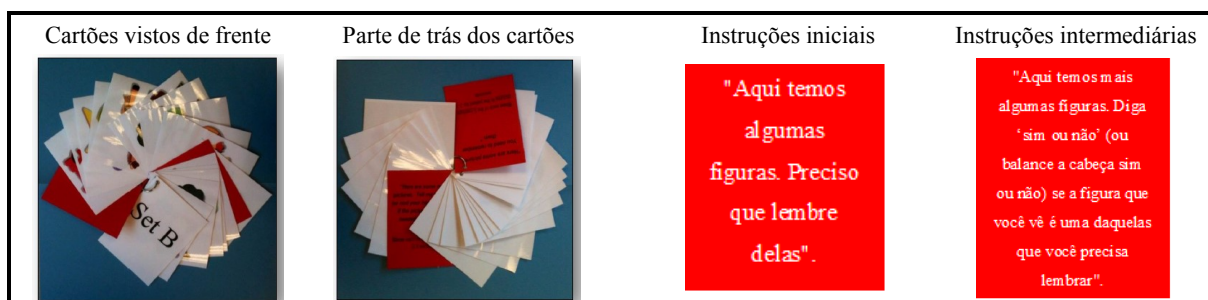 Cartões vistos de frente
Parte de trás dos cartões
Instruções iniciais
Instruções intermediárias
Set B
"Aqui temos
algumas
figuras. Preciso
que lembre
delas".
"Aqui temos mais
algumas figuras. Diga
‘sim ou não’ (ou
balance a cabeça sim
ou não) se a figura que
você vê é uma daquelas
que você precisa
lembrar".